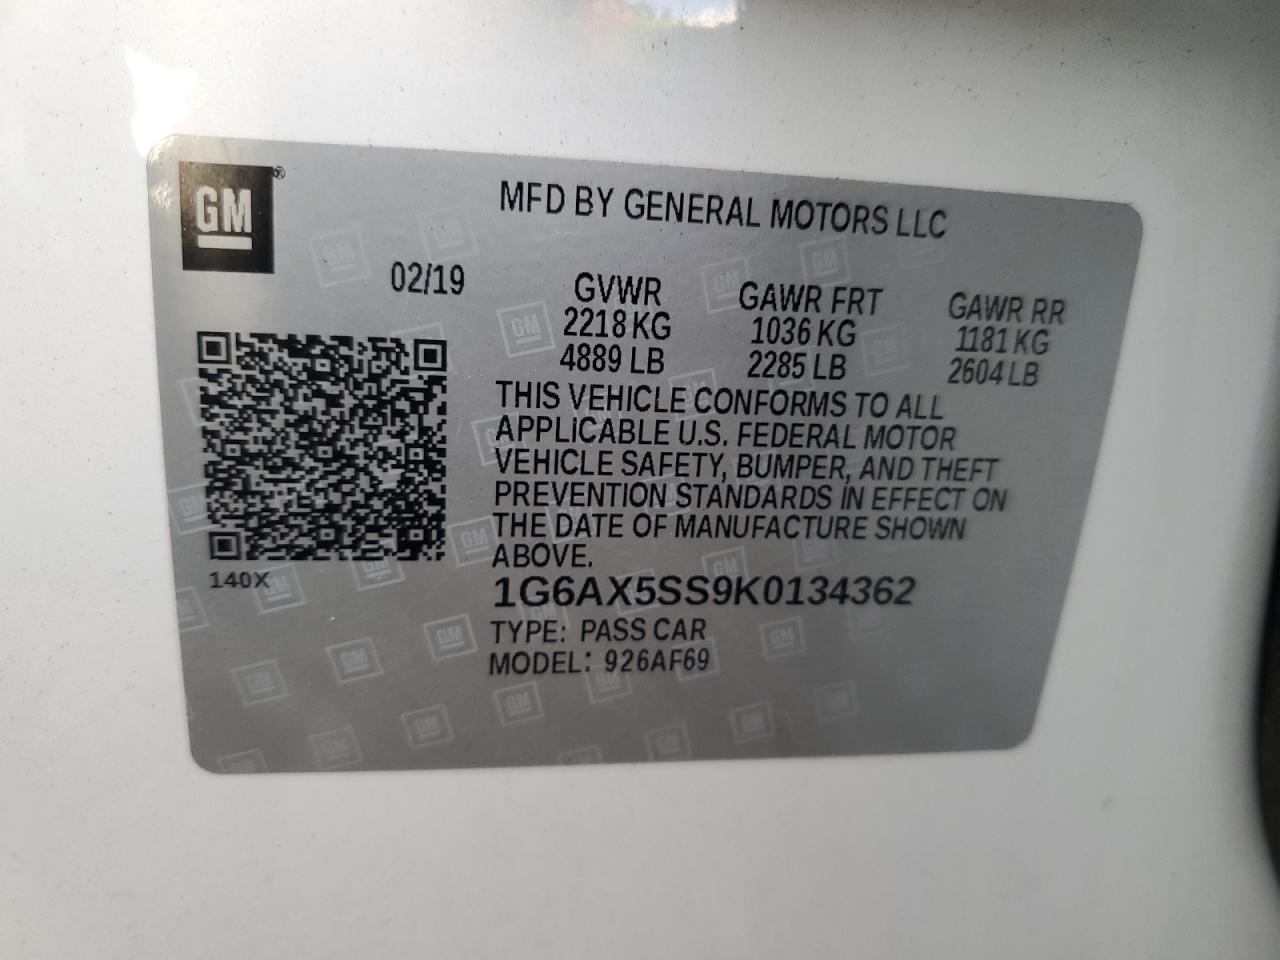 GM®
MFD BY GENERAL MOTORS LLC
02/19
GVWR GAWR FRT GAWR RR
2218 KG 1036 KG 1181 KG
4889 LB 2285 LB 2604 LB
THIS VEHICLE CONFORMS TO ALL
APPLICABLE U.S. FEDERAL MOTOR
VEHICLE SAFETY, BUMPER, AND THEFT
PREVENTION STANDARDS IN EFFECT ON
THE DATE OF MANUFACTURE SHOWN
ABOVE.
140X
1G6AX5SS9K0134362
TYPE: PASS CAR
MODEL: 926AF69